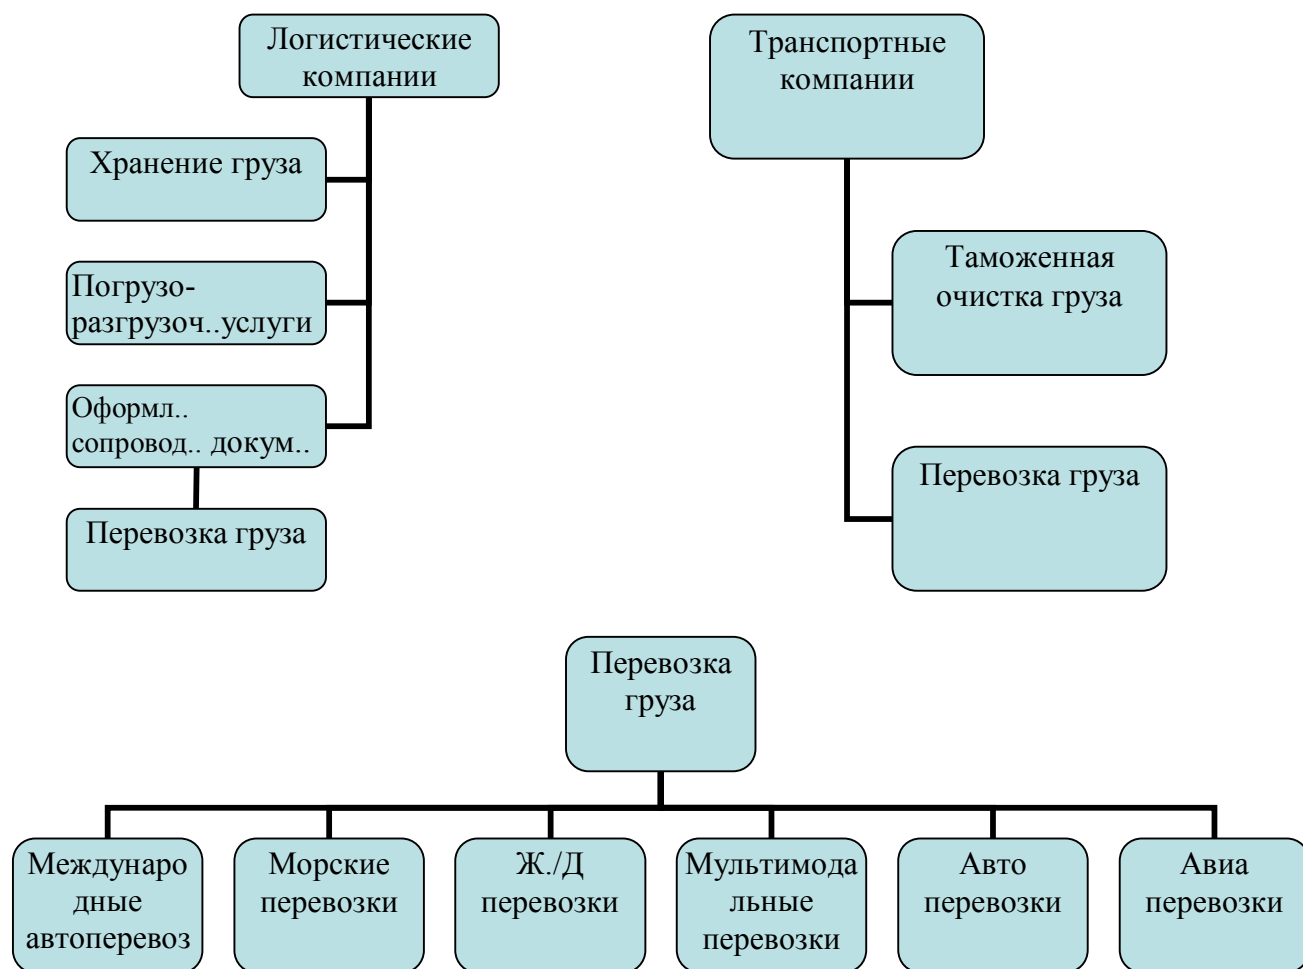 Логистические
компании
Транспортные
компании
Хранение груза
Погрузо-
разгрузоч..услуги
Оформл..
сопровод.. докум..
Перевозка груза
Таможенная
очистка груза
Перевозка груза
Перевозка
груза
Междунаро
дные
автоперевоз
Морские
перевозки
Ж./Д
перевозки
Мультимода
льные
перевозки
Авто
перевозки
Авиа
перевозки